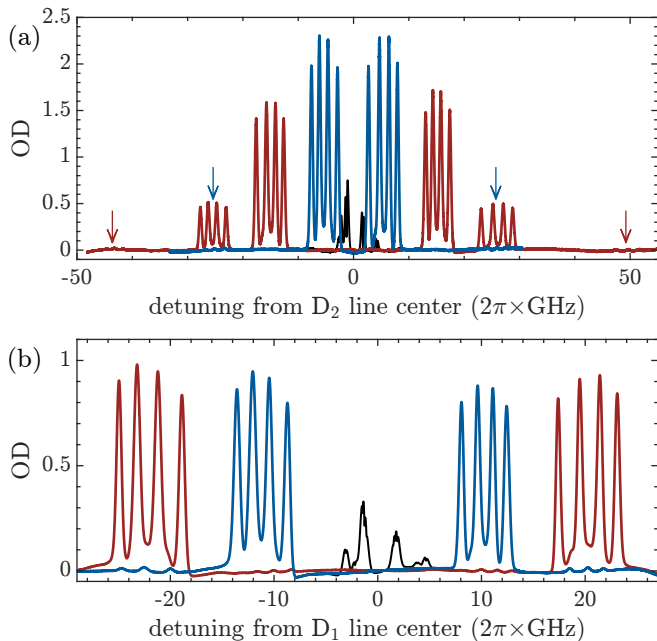 (a)
2.5
2
1.5
1
0.5
0
OD
-50 0 50
detuning from D₂ line center (2π×GHz)
(b)
1
0.5
0
OD
-20 -10 0 10 20
detuning from D₁ line center (2π×GHz)